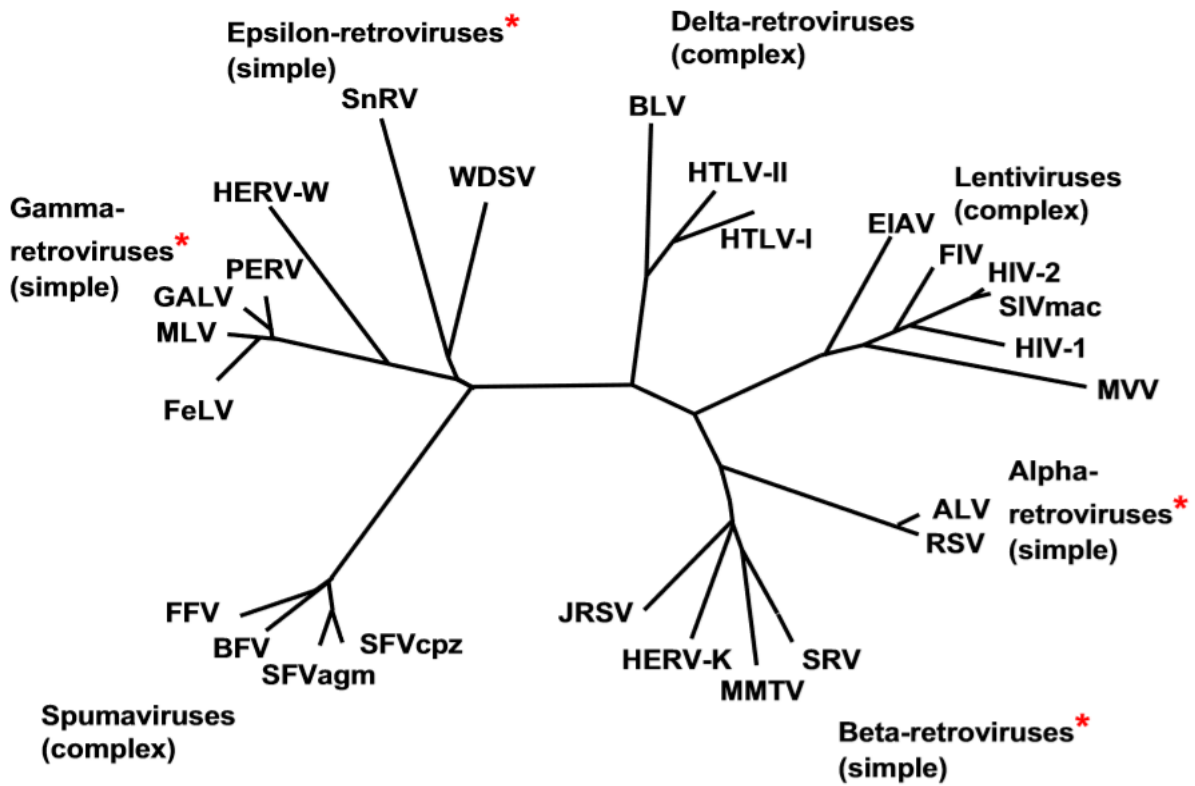 Epsilon-retroviruses*
(simple)
SnRV
WDSV
Delta-retroviruses
(complex)
BLV
HTLV-II
HTLV-I
Lentiviruses
(complex)
EIAV
FIV
HIV-2
SIVmac
HIV-1
MVV
Gamma-
retroviruses*
(simple)
HERV-W
PERV
GALV
MLV
FeLV
Alpha-
retroviruses*
(simple)
ALV
RSV
FFV
BFV
SFVagm
SFVcpz
Spumaviruses
(complex)
JRSV
HERV-K
MMTV
SRV
Beta-retroviruses*
(simple)